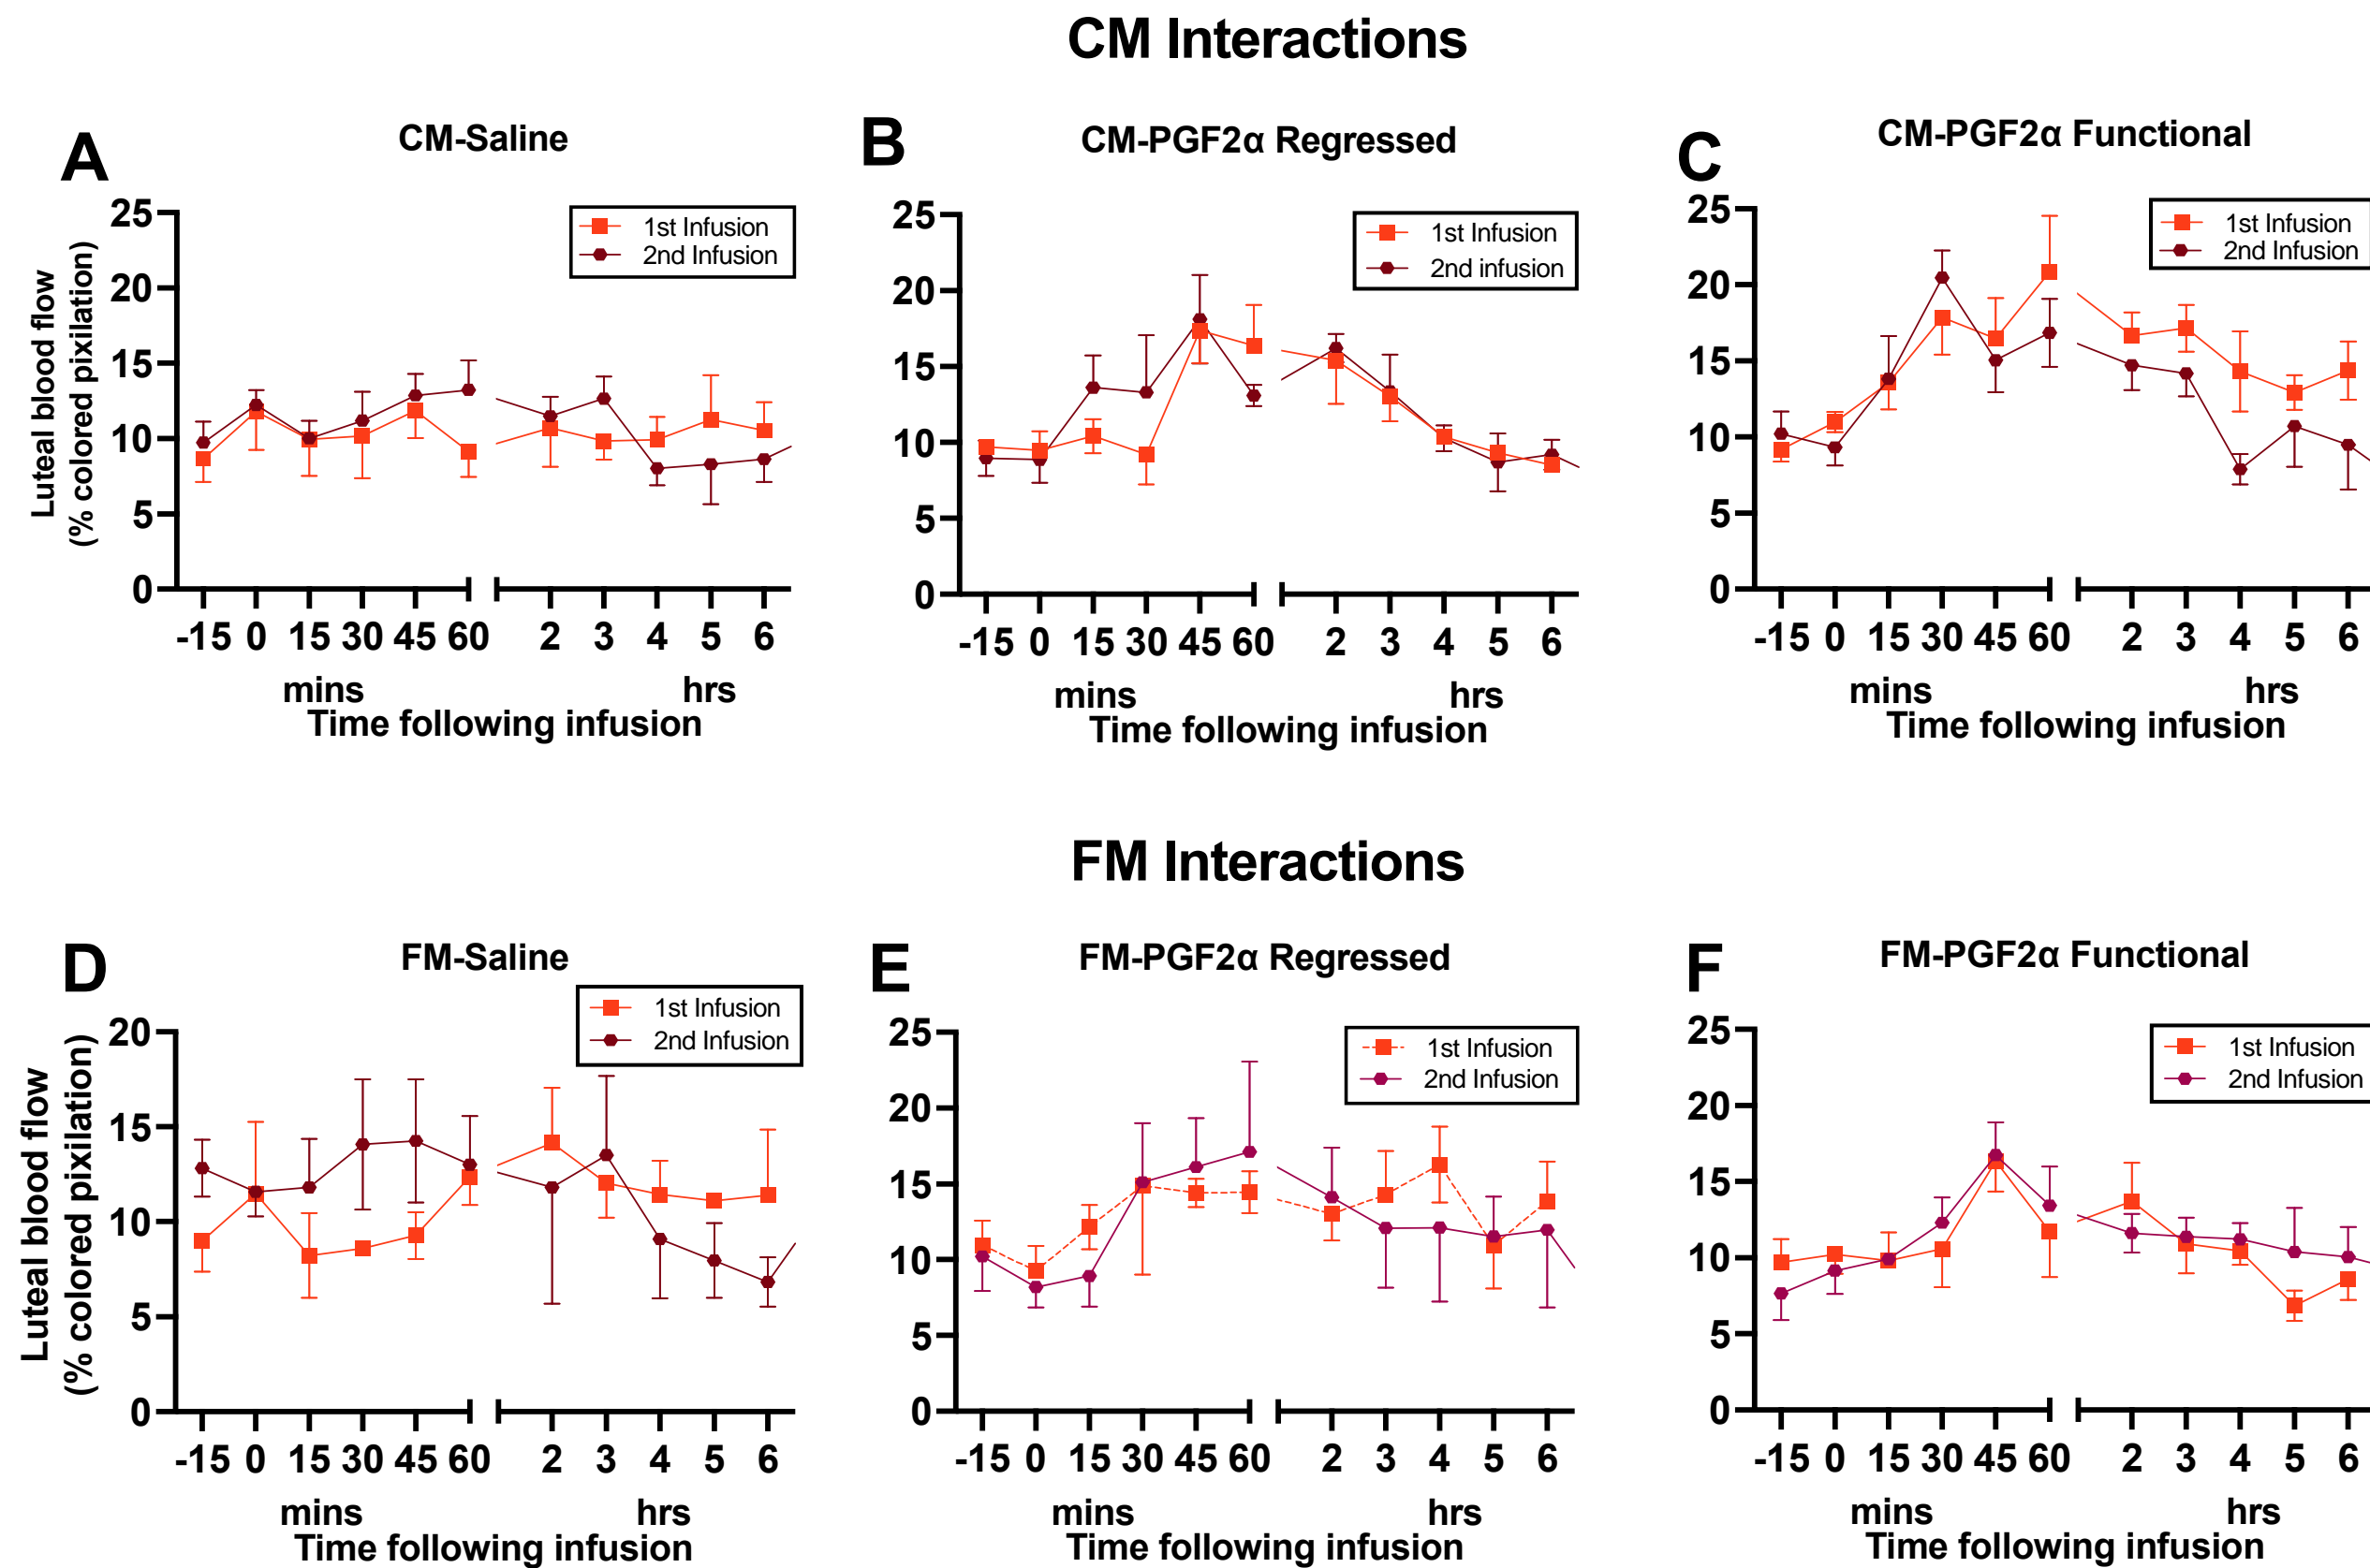 CM Interactions
A
CM-Saline
1st Infusion
2nd Infusion
Luteal blood flow
(% colored pixilation)
25
20
15
10
5
0
-15 0 15 30 45 60 2 3 4 5 6
mins hrs
Time following infusion
B
CM-PGF2α Regressed
1st Infusion
2nd infusion
25
20
15
10
5
0
-15 0 15 30 45 60 2 3 4 5 6
mins hrs
Time following infusion
C
CM-PGF2α Functional
1st Infusion
2nd Infusion
25
20
15
10
5
0
-15 0 15 30 45 60 2 3 4 5 6
mins hrs
Time following infusion
FM Interactions
D
FM-Saline
1st Infusion
2nd Infusion
Luteal blood flow
(% colored pixilation)
20
15
10
5
0
-15 0 15 30 45 60 2 3 4 5 6
mins hrs
Time following infusion
E
FM-PGF2α Regressed
1st Infusion
2nd Infusion
25
20
15
10
5
0
-15 0 15 30 45 60 2 3 4 5 6
mins hrs
Time following infusion
F
FM-PGF2α Functional
1st Infusion
2nd Infusion
25
20
15
10
5
0
-15 0 15 30 45 60 2 3 4 5 6
mins hrs
Time following infusion